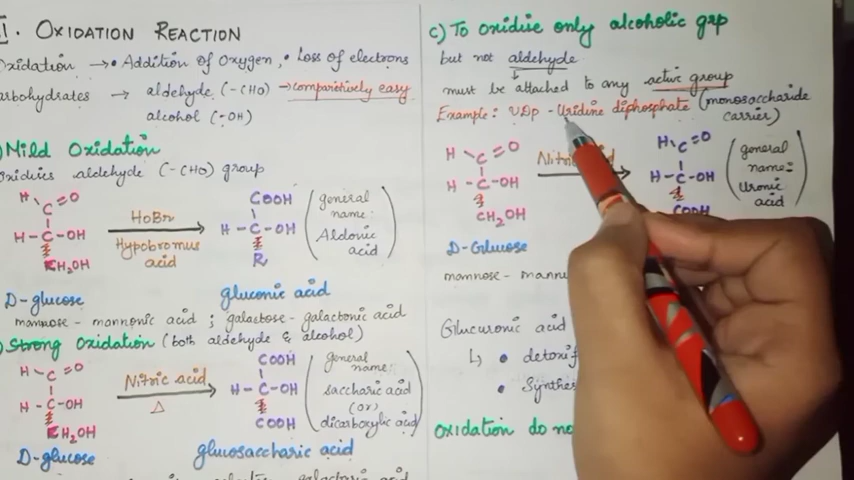 II. OXIDATION REACTION
Oxidation → • Addition of Oxygen, • Loss of electrons
carbohydrates → aldehyde (-CHO) → comparitively easy
alcohol (-OH)
Mild Oxidation
oxidies aldehyde (-CHO) group
H C=O
H-C-OH
CH₂OH
HOBr
Hypobromus acid
COOH
H-C-OH
R
(general name: Aldonic acid)
D-glucose gluconic acid
mannose - mannonic acid ; galactose - galactonic acid
Strong Oxidation (both aldehyde & alcohol)
H C=O
H-C-OH
CH₂OH
Nitric acid
Δ
COOH
H-C-OH
COOH
(general name: saccharic acid (or) dicarboxylic acid)
D-glucose glucosaccharic acid
c) To oxidise only alcoholic grp
but not aldehyde
must be attached to any active group
Example: UDP - Uridine diphosphate (monosaccharide carrier)
H C=O
H-C-OH
CH₂OH
H C=O
H-C-OH
COOH
(general name: Uronic acid)
D-Glucose
mannose -
Glucuronic acid
↳ •
•
Oxidation do